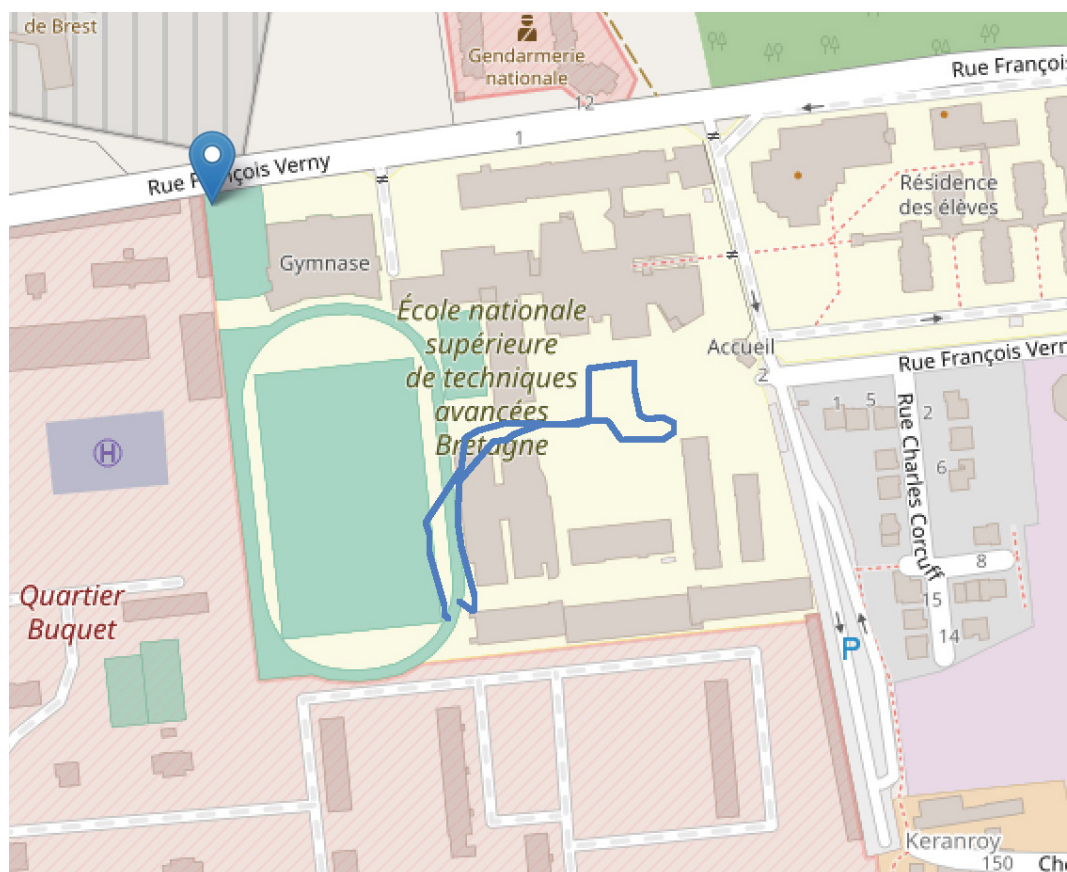 de Brest
Gendarmerie
nationale
12
1
Rue François
Rue François Verny
Résidence
des élèves
Gymnase
École nationale
supérieure
de techniques
avancées
Bretagne
Accueil
2
Rue François Vern
1
5
2
6
Rue Charles Corcuff
8
15
14
H
Quartier
Buquet
P
Keranroy
150
Che